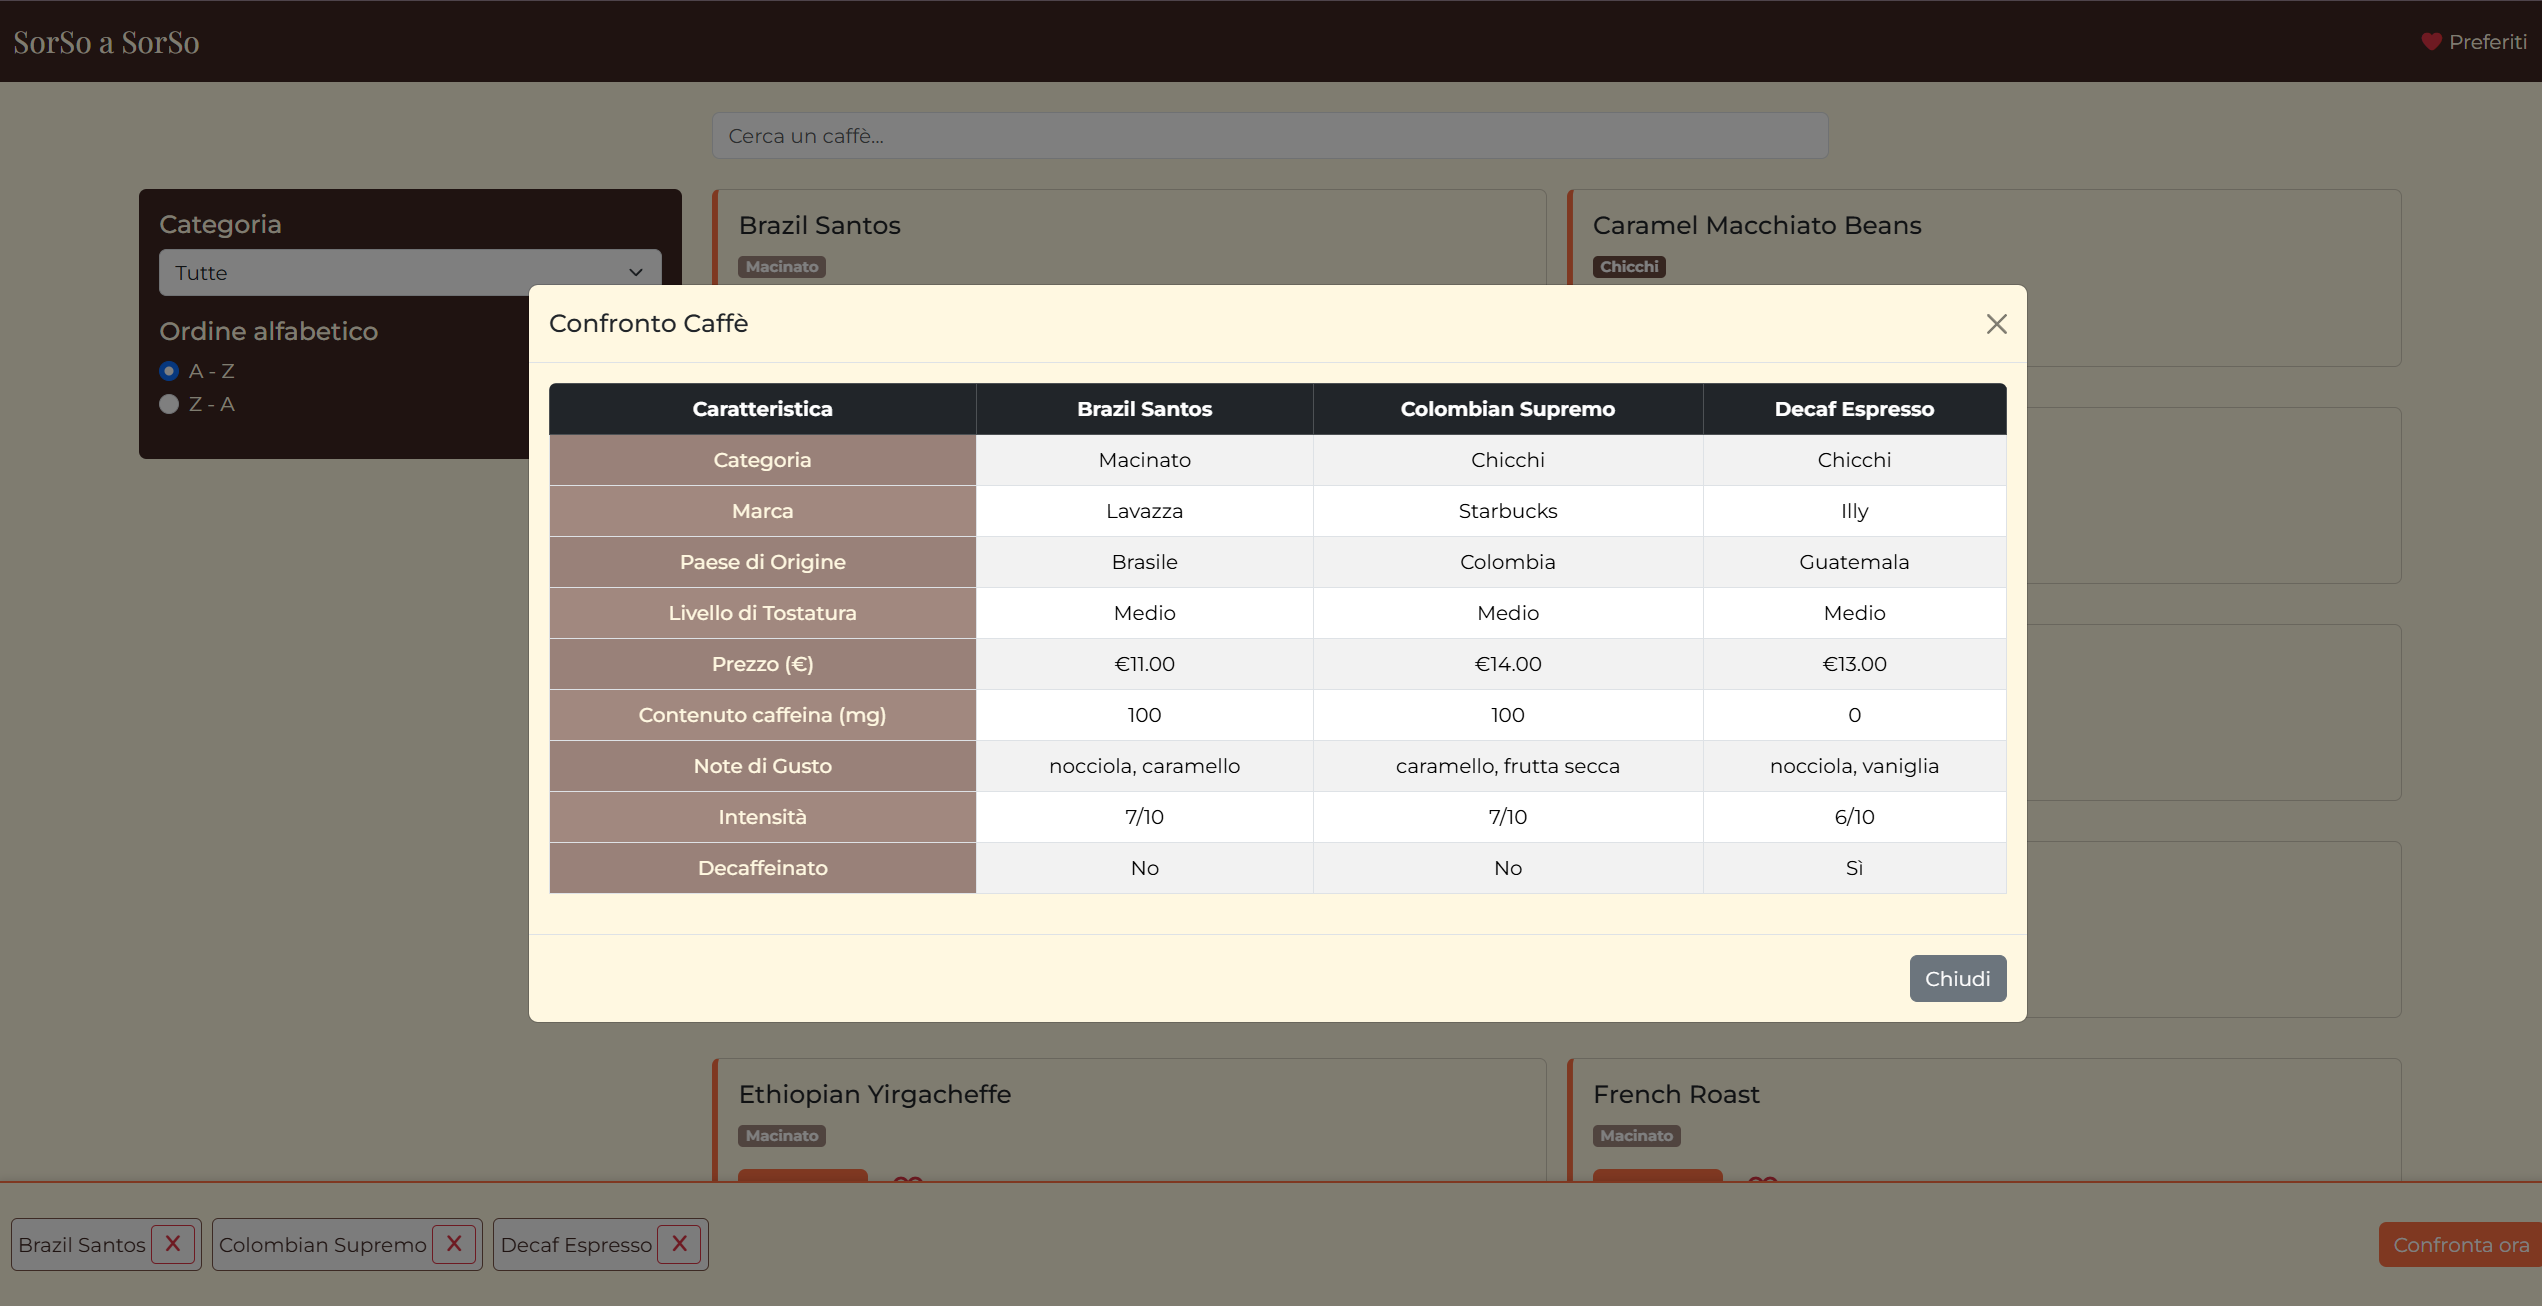 SorSo a SorSo
Preferiti
Cerca un caffè...
Categoria
Tutte
Ordine alfabetico
A - Z
Z - A
Brazil Santos
Macinato
Caramel Macchiato Beans
Chicchi
Confronto Caffè
Caratteristica Brazil Santos Colombian Supremo Decaf Espresso
Categoria Macinato Chicchi Chicchi
Marca Lavazza Starbucks Illy
Paese di Origine Brasile Colombia Guatemala
Livello di Tostatura Medio Medio Medio
Prezzo (€) €11.00 €14.00 €13.00
Contenuto caffeina (mg) 100 100 0
Note di Gusto nocciola, caramello caramello, frutta secca nocciola, vaniglia
Intensità 7/10 7/10 6/10
Decaffeinato No No Sì
Chiudi
Ethiopian Yirgacheffe
Macinato
French Roast
Macinato
Brazil Santos X
Colombian Supremo X
Decaf Espresso X
Confronta ora